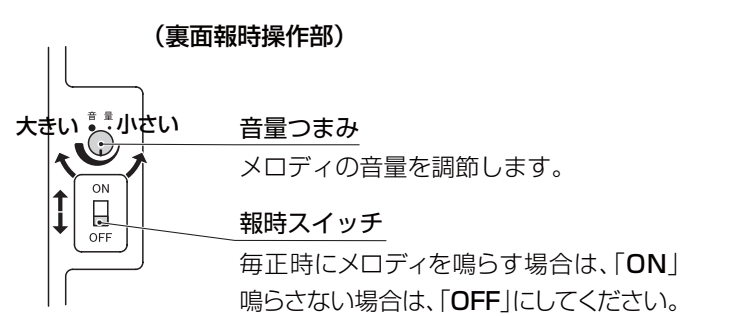 （裏面報時操作部）
音 量
大きい 小さい
音量つまみ
メロディの音量を調節します。
ON
OFF
報時スイッチ
毎正時にメロディを鳴らす場合は、「ON」
鳴らさない場合は、「OFF」にしてください。